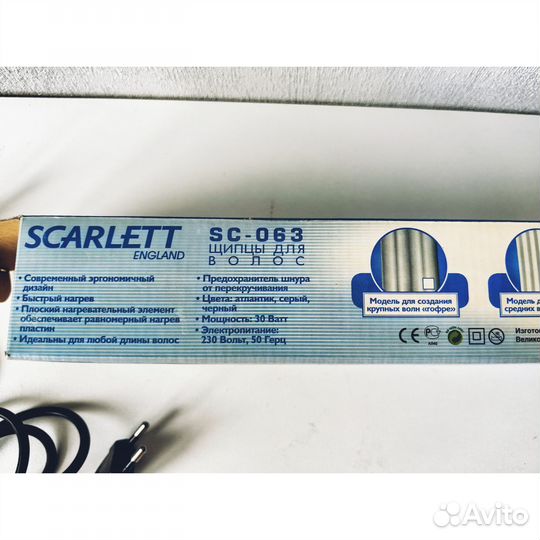 SCARLETT
ENGLAND
SC-063
ЩИПЦЫ ДЛЯ
ВОЛОС
• Современный эргономичный
дизайн
• Быстрый нагрев
• Плоский нагревательный элемент
обеспечивает равномерный нагрев
пластин
• Идеальны для любой длины волос
• Предохранитель шнура
от перекручивания
• Цвета: атлантик, серый,
черный
• Мощность: 30 Ватт
• Электропитание:
230 Вольт, 50 Герц
Модель для создания
крупных волн «гофре»
Модель д
средних в
CE
Изготов
Велико
Avito